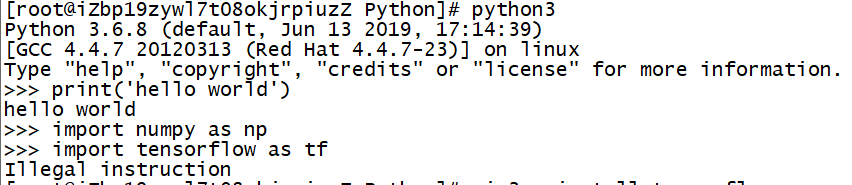 [root@iZbp19zywl7t08okjrpiuzZ Python]# python3
Python 3.6.8 (default, Jun 13 2019, 17:14:39)
[GCC 4.4.7 20120313 (Red Hat 4.4.7-23)] on linux
Type "help", "copyright", "credits" or "license" for more information.
>>> print('hello world')
hello world
>>> import numpy as np
>>> import tensorflow as tf
Illegal instruction